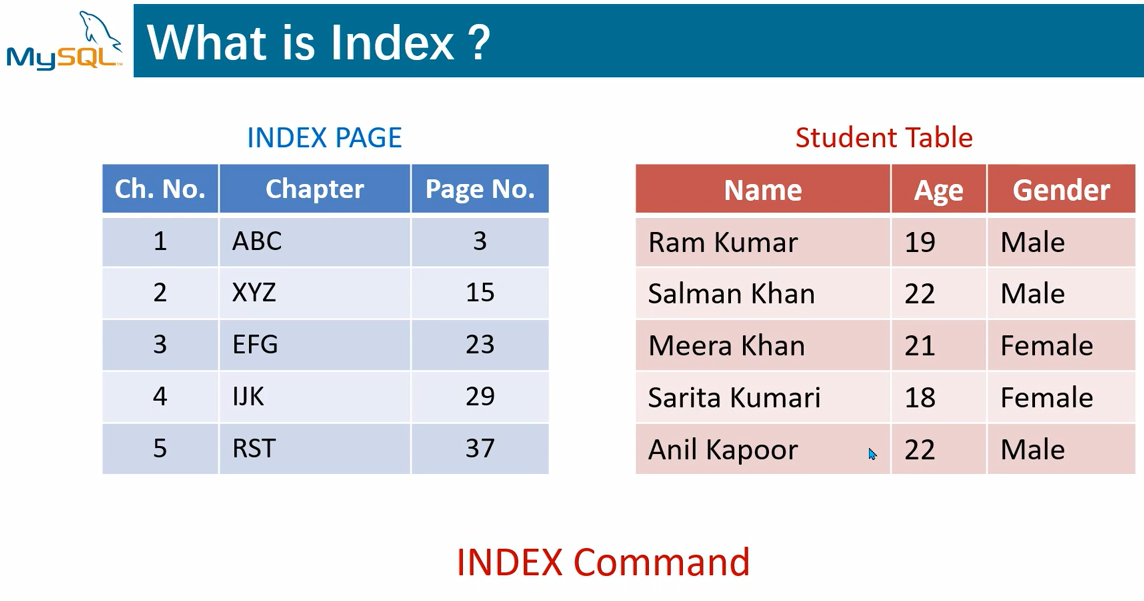 MySQL™
What is Index ?
INDEX PAGE
Ch. No. Chapter Page No.
1 ABC 3
2 XYZ 15
3 EFG 23
4 IJK 29
5 RST 37
Student Table
Name Age Gender
Ram Kumar 19 Male
Salman Khan 22 Male
Meera Khan 21 Female
Sarita Kumari 18 Female
Anil Kapoor 22 Male
INDEX Command